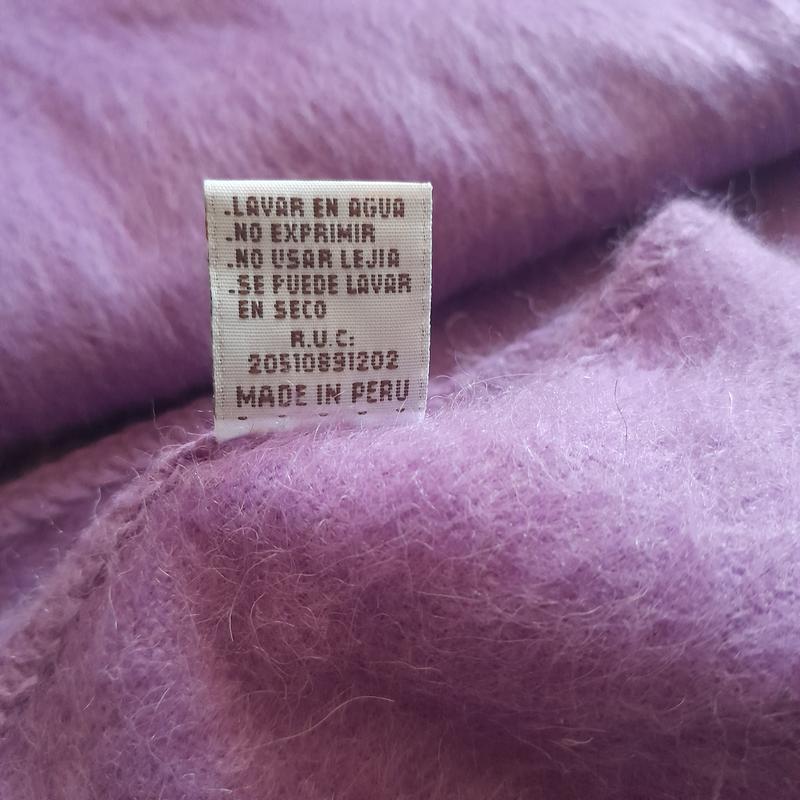 .LAVAR EN AGUA
.NO EXPRIMIR
.NO USAR LEJIA
.SE PUEDE LAVAR
EN SECO
R.U.C:
20510891202
MADE IN PERU